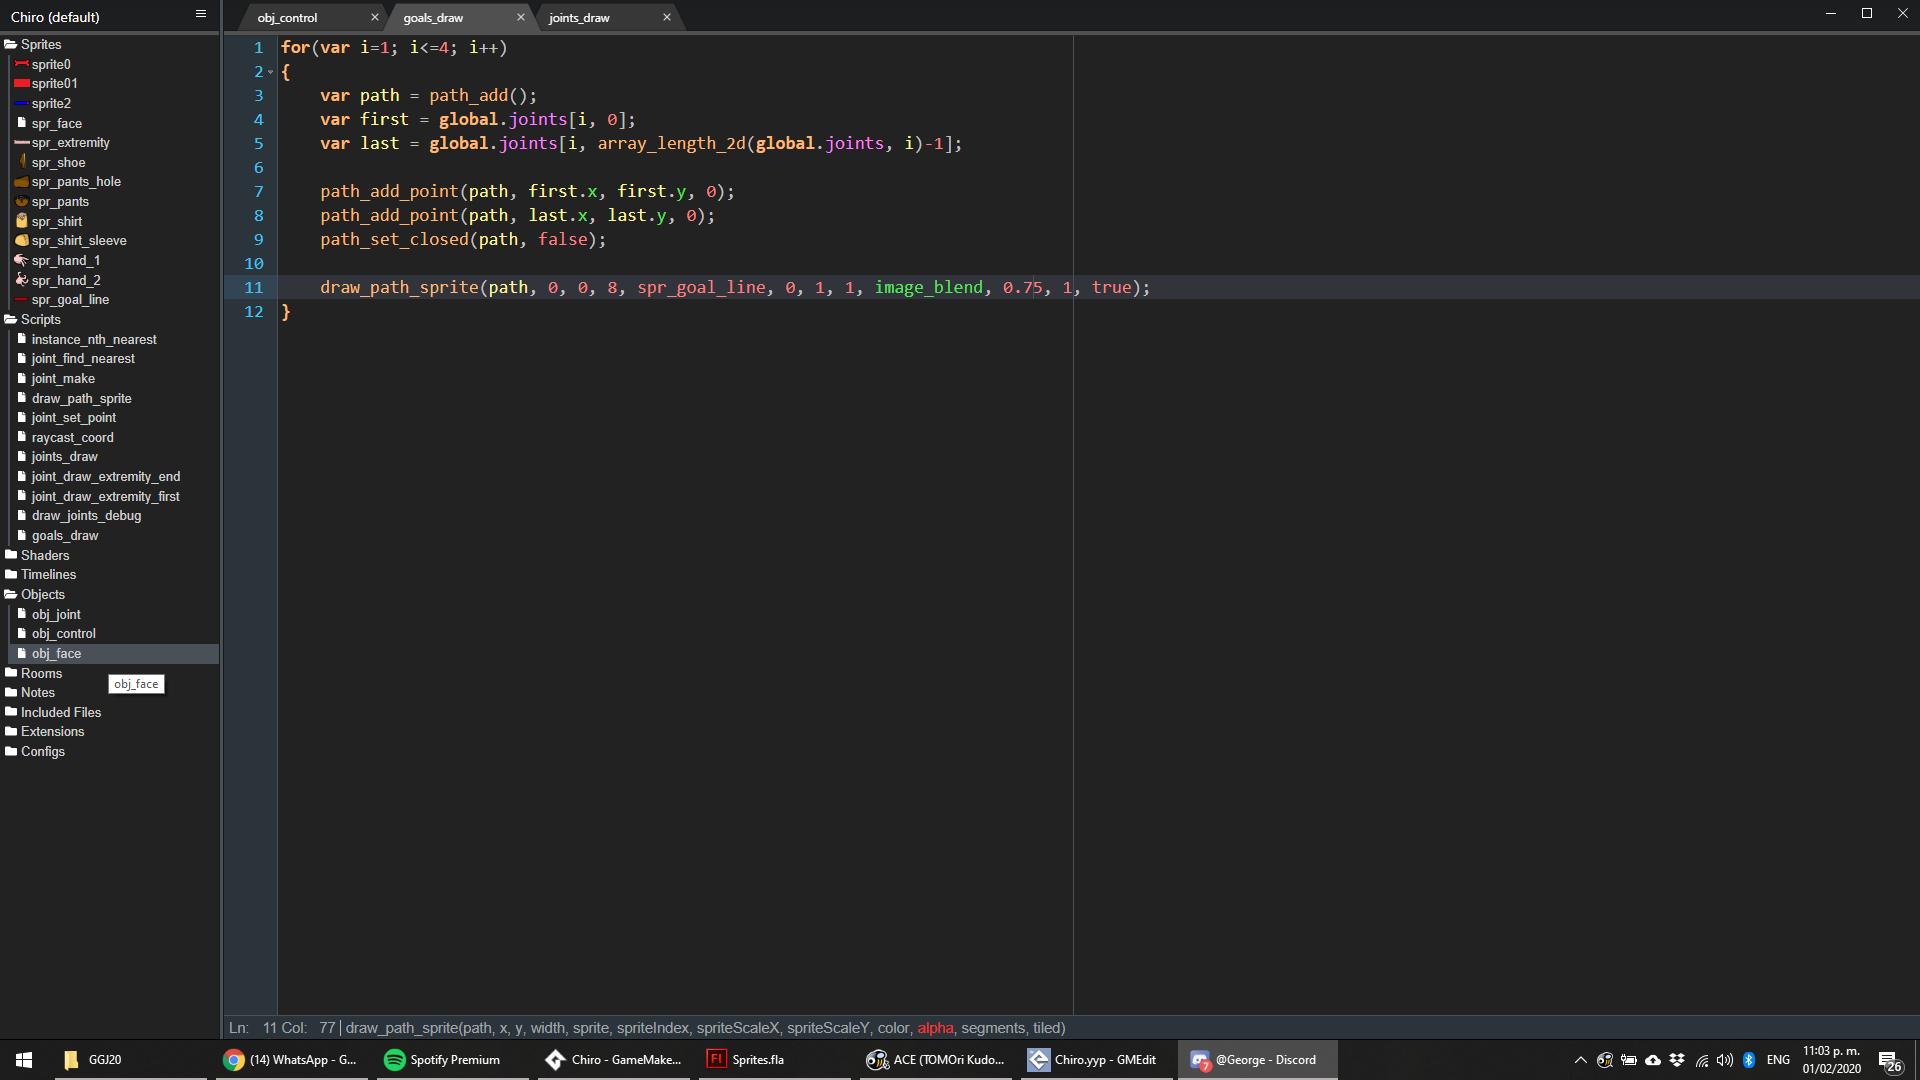 Chiro (default)
obj_control
goals_draw
joints_draw
Sprites
sprite0
sprite01
sprite2
spr_face
spr_extremity
spr_shoe
spr_pants_hole
spr_pants
spr_shirt
spr_shirt_sleeve
spr_hand_1
spr_hand_2
spr_goal_line
Scripts
instance_nth_nearest
joint_find_nearest
joint_make
draw_path_sprite
joint_set_point
raycast_coord
joints_draw
joint_draw_extremity_end
joint_draw_extremity_first
draw_joints_debug
goals_draw
Shaders
Timelines
Objects
obj_joint
obj_control
obj_face
Rooms
obj_face
Notes
Included Files
Extensions
Configs
1 for(var i=1; i<=4; i++)
2 {
3 var path = path_add();
4 var first = global.joints[i, 0];
5 var last = global.joints[i, array_length_2d(global.joints, i)-1];
6
7 path_add_point(path, first.x, first.y, 0);
8 path_add_point(path, last.x, last.y, 0);
9 path_set_closed(path, false);
10
11 draw_path_sprite(path, 0, 0, 8, spr_goal_line, 0, 1, 1, image_blend, 0.75, 1, true);
12 }
Ln: 11 Col: 77 draw_path_sprite(path, x, y, width, sprite, spriteIndex, spriteScaleX, spriteScaleY, color, alpha, segments, tiled)
GGJ20
(14) WhatsApp - G...
Spotify Premium
Chiro - GameMake...
Fl
Sprites.fla
ACE (TOMOri Kudo...
Chiro.yyp - GMEdit
7
@George - Discord
ENG
11:03 p. m.
01/02/2020
26